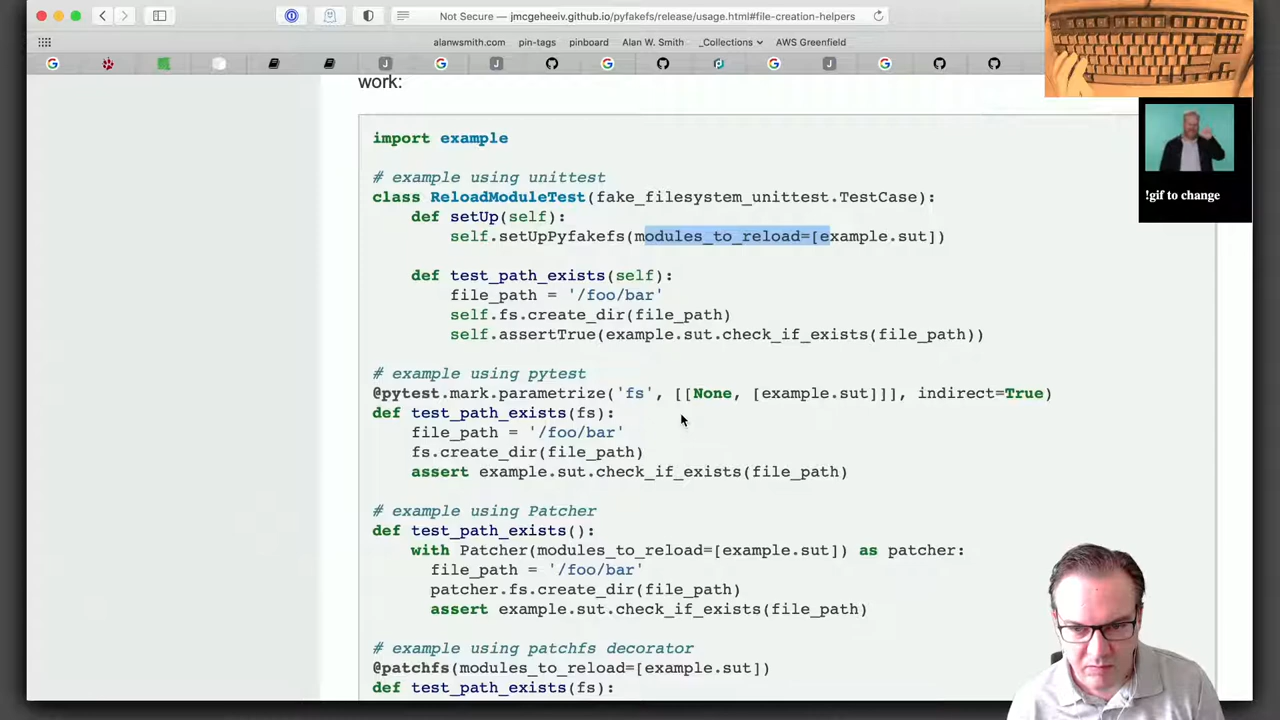 Not Secure — jmcgeheeiv.github.io/pyfakefs/release/usage.html#file-creation-helpers
alanwsmith.com pin-tags pinboard Alan W. Smith _Collections AWS Greenfield
work:
import example
# example using unittest
class ReloadModuleTest(fake_filesystem_unittest.TestCase):
    def setUp(self):
        self.setUpPyfakefs(modules_to_reload=[example.sut])
    def test_path_exists(self):
        file_path = '/foo/bar'
        self.fs.create_dir(file_path)
        self.assertTrue(example.sut.check_if_exists(file_path))
# example using pytest
@pytest.mark.parametrize('fs', [[None, [example.sut]]], indirect=True)
def test_path_exists(fs):
    file_path = '/foo/bar'
    fs.create_dir(file_path)
    assert example.sut.check_if_exists(file_path)
# example using Patcher
def test_path_exists():
    with Patcher(modules_to_reload=[example.sut]) as patcher:
      file_path = '/foo/bar'
      patcher.fs.create_dir(file_path)
      assert example.sut.check_if_exists(file_path)
# example using patchfs decorator
@patchfs(modules_to_reload=[example.sut])
def test_path_exists(fs):
!gif to change